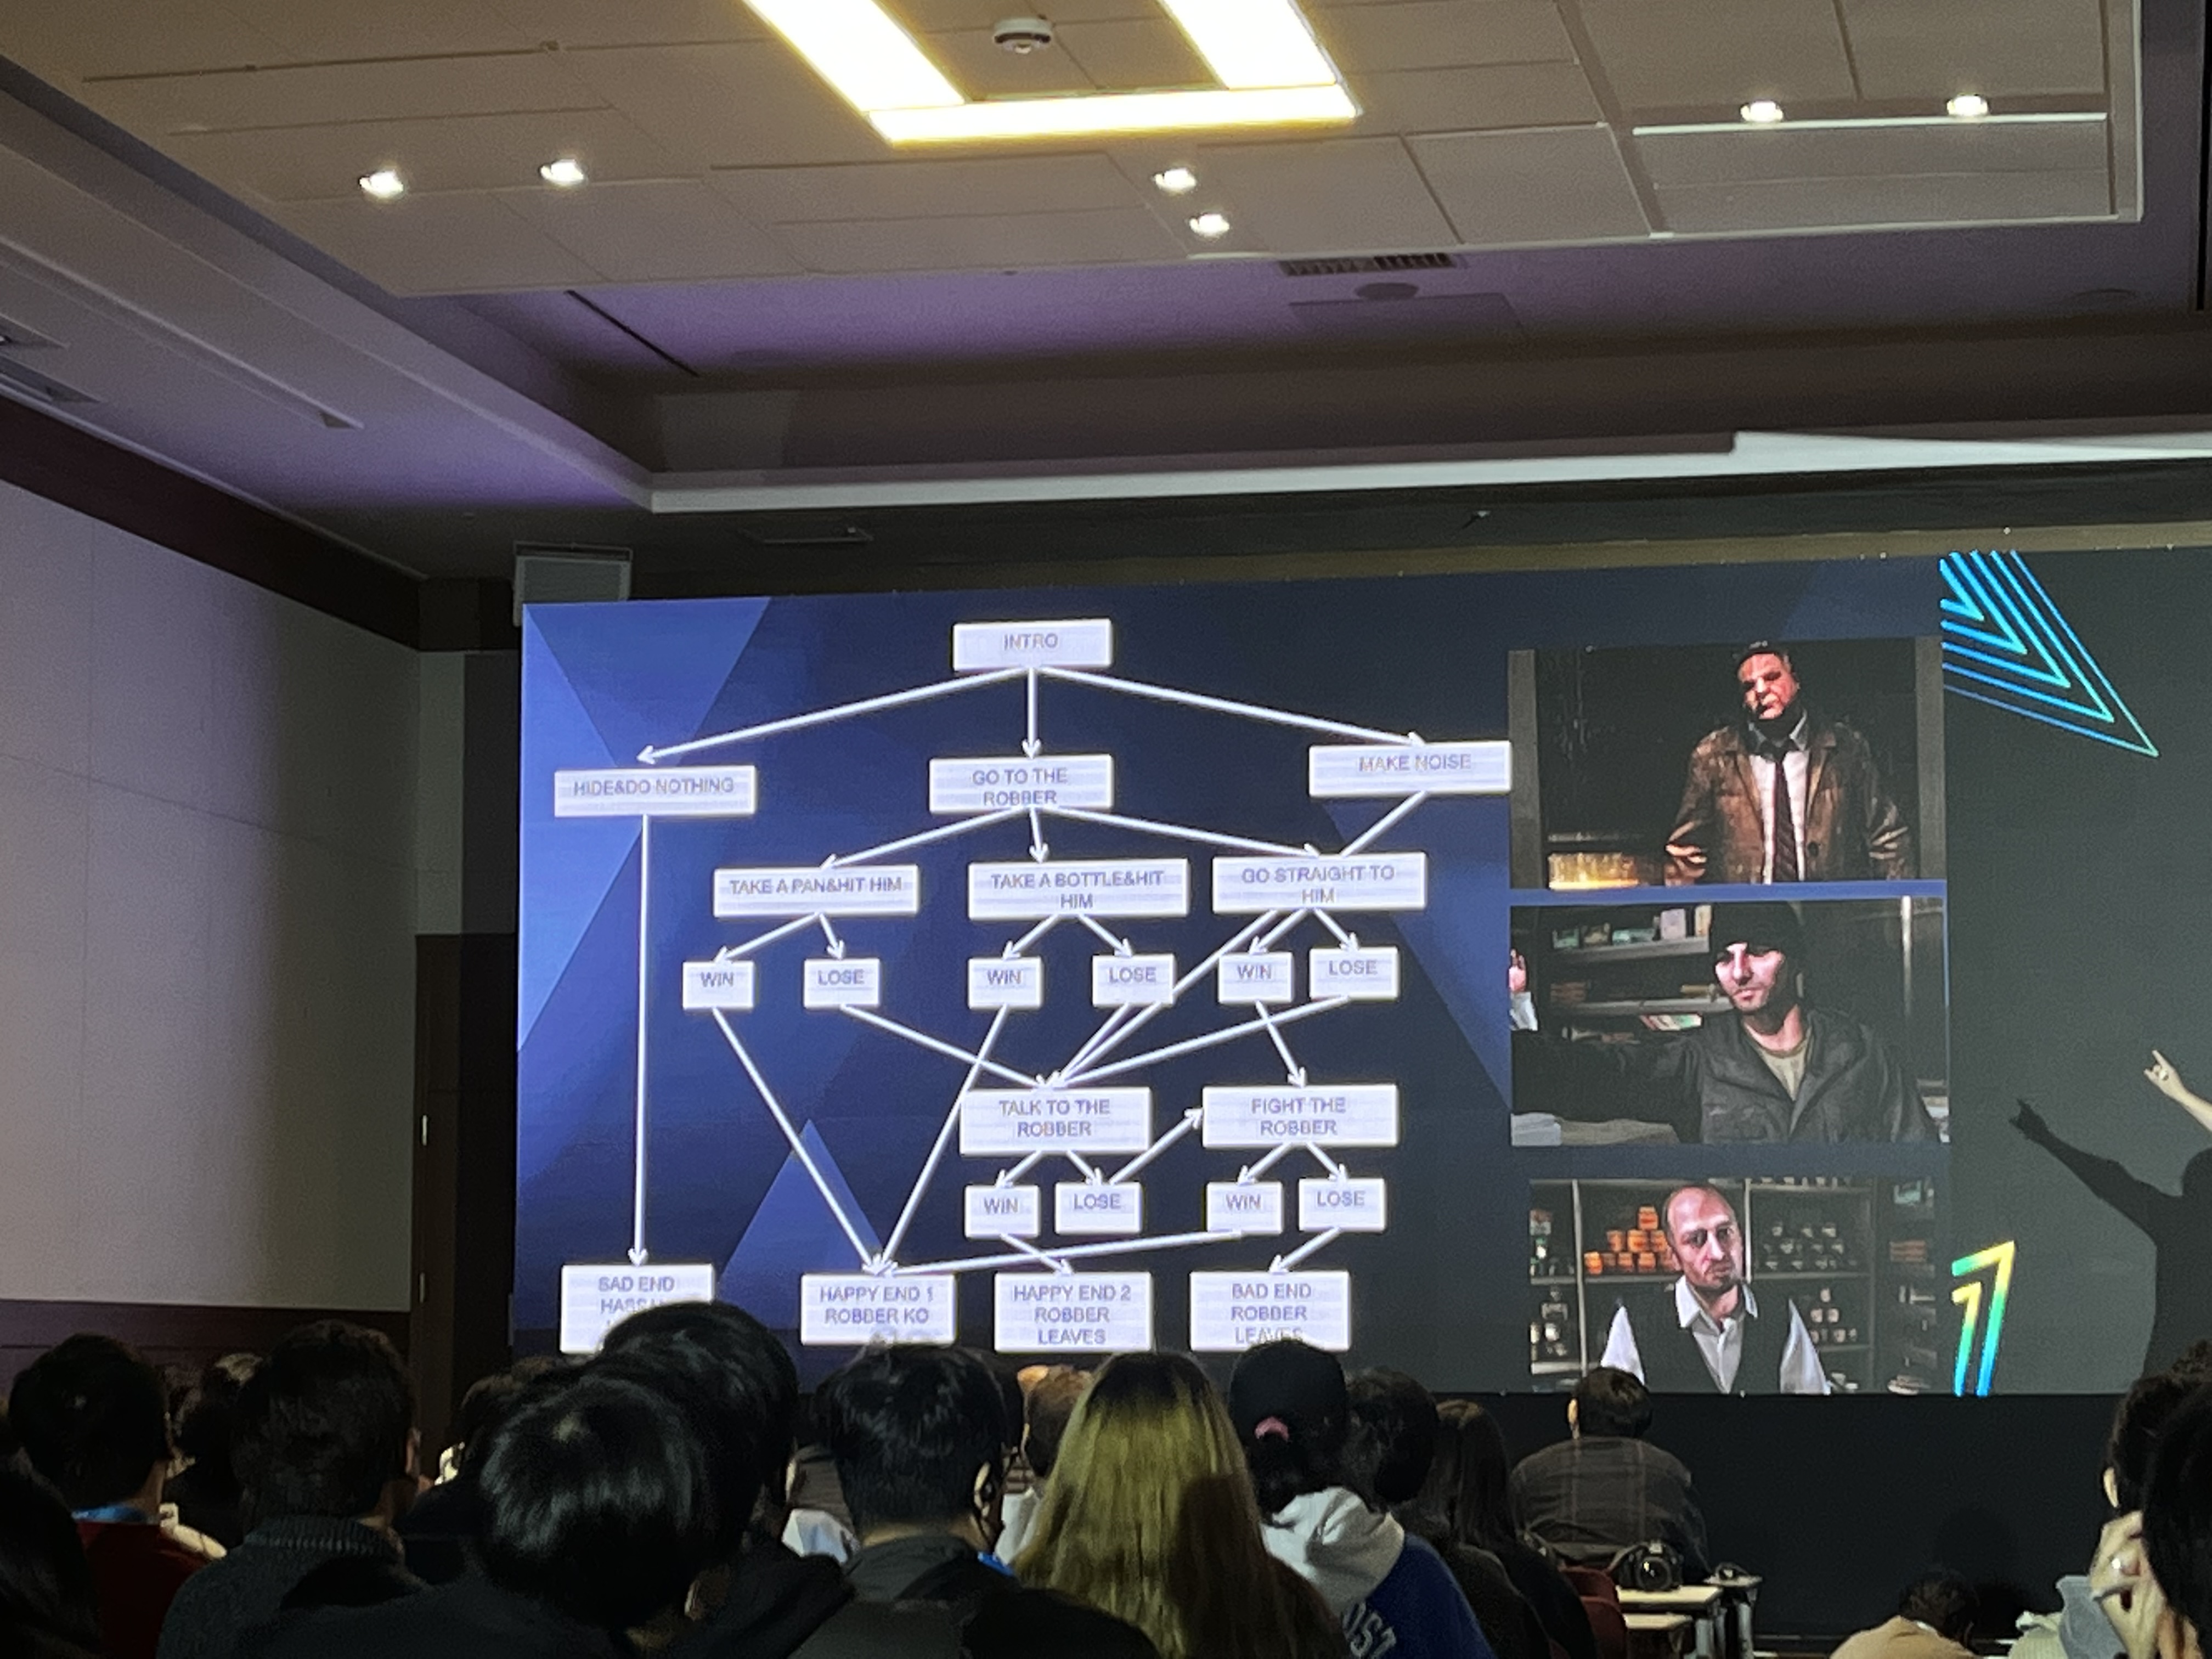 INTRO
HIDE&DO NOTHING
GO TO THE
ROBBER
MAKE NOISE
TAKE A PAN&HIT HIM
TAKE A BOTTLE&HIT
HIM
GO STRAIGHT TO
HIM
WIN
LOSE
WIN
LOSE
WIN
LOSE
TALK TO THE
ROBBER
FIGHT THE
ROBBER
WIN
LOSE
WIN
LOSE
SAD END
HAPPY END 1
ROBBER KO
HAPPY END 2
ROBBER
LEAVES
BAD END
ROBBER
LEAVES